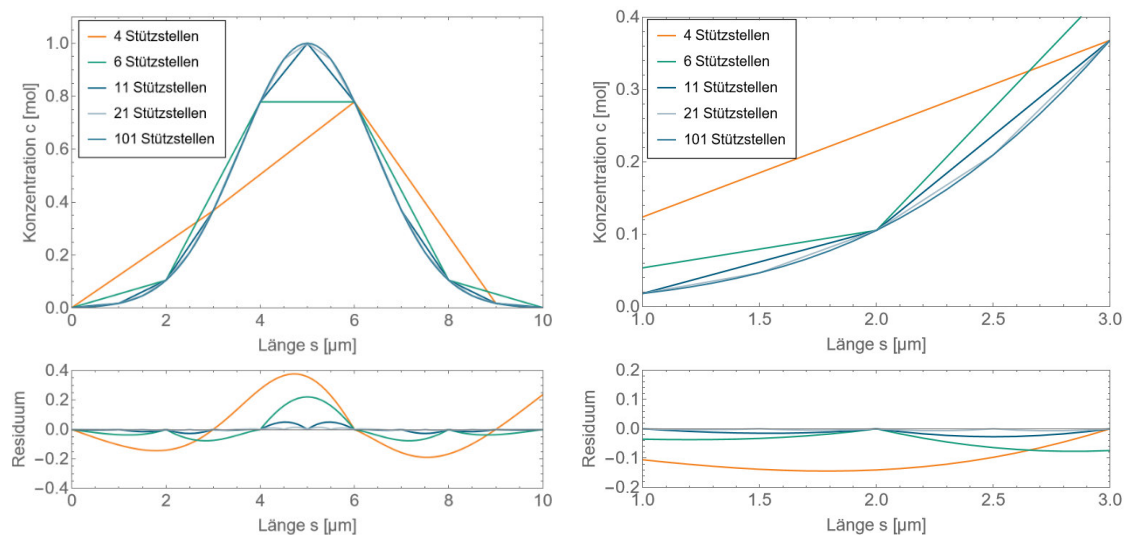 4 Stützstellen
6 Stützstellen
11 Stützstellen
21 Stützstellen
101 Stützstellen
Konzentration c [mol]
1.0
0.8
0.6
0.4
0.2
0.0
0 2 4 6 8 10
Länge s [µm]
4 Stützstellen
6 Stützstellen
11 Stützstellen
21 Stützstellen
101 Stützstellen
Konzentration c [mol]
0.4
0.3
0.2
0.1
0.0
1.0 1.5 2.0 2.5 3.0
Länge s [µm]
Residuum
0.4
0.2
0.0
−0.2
−0.4
0 2 4 6 8 10
Länge s [µm]
Residuum
0.2
0.1
0.0
−0.1
−0.2
1.0 1.5 2.0 2.5 3.0
Länge s [µm]